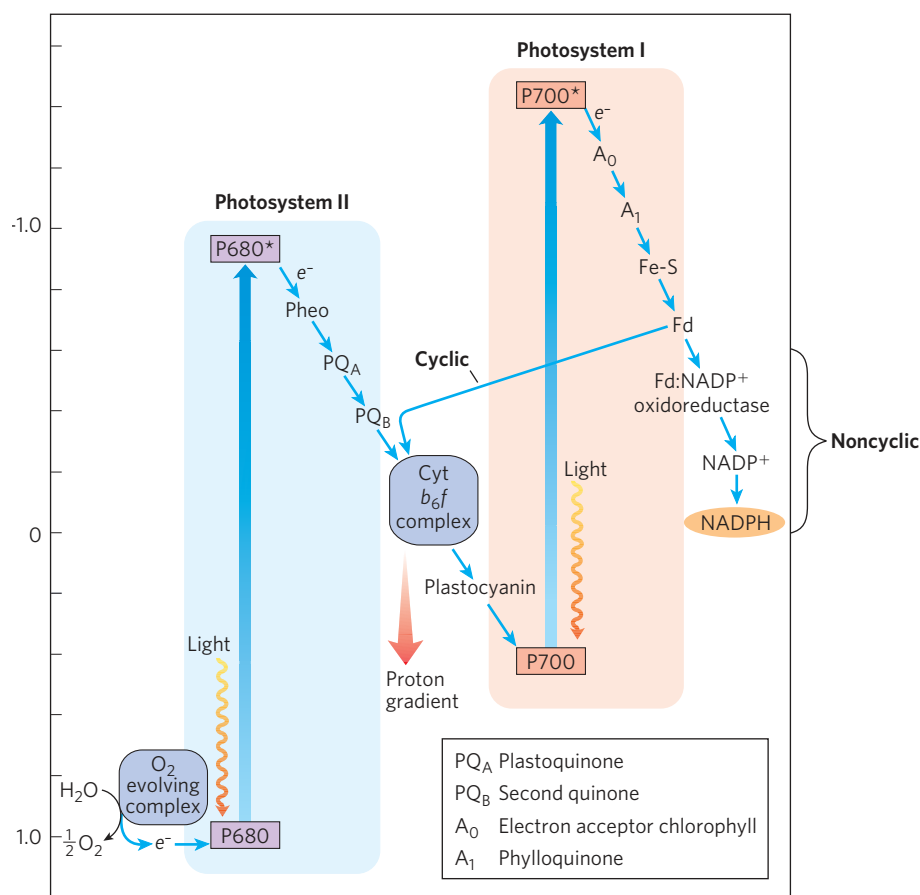 Photosystem I
P700*
e⁻
A₀
A₁
Fe-S
Fd
Fd:NADP⁺
oxidoreductase
NADP⁺
NADPH
Noncyclic
Photosystem II
-1.0
0
1.0
P680*
e⁻
Pheo
PQ_A
PQ_B
Cyclic
Cyt
b₆f
complex
Light
Plastocyanin
P700
Proton
gradient
Light
O₂
evolving
complex
H₂O
½O₂
e⁻
P680
PQ_A Plastoquinone
PQ_B Second quinone
A₀ Electron acceptor chlorophyll
A₁ Phylloquinone